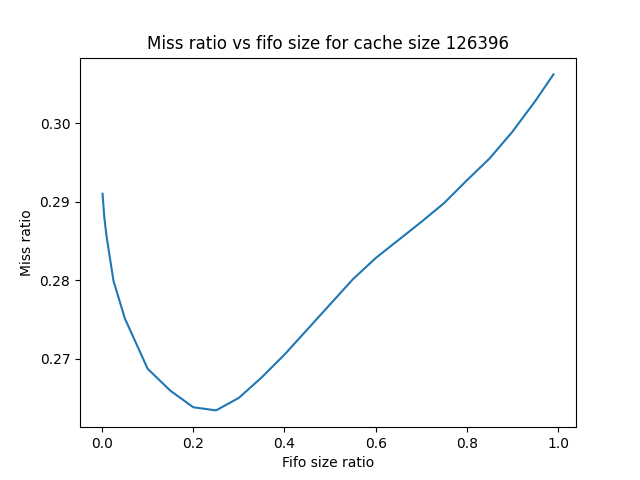 Miss ratio vs fifo size for cache size 126396
0.30
0.29
0.28
0.27
Miss ratio
0.0 0.2 0.4 0.6 0.8 1.0
Fifo size ratio